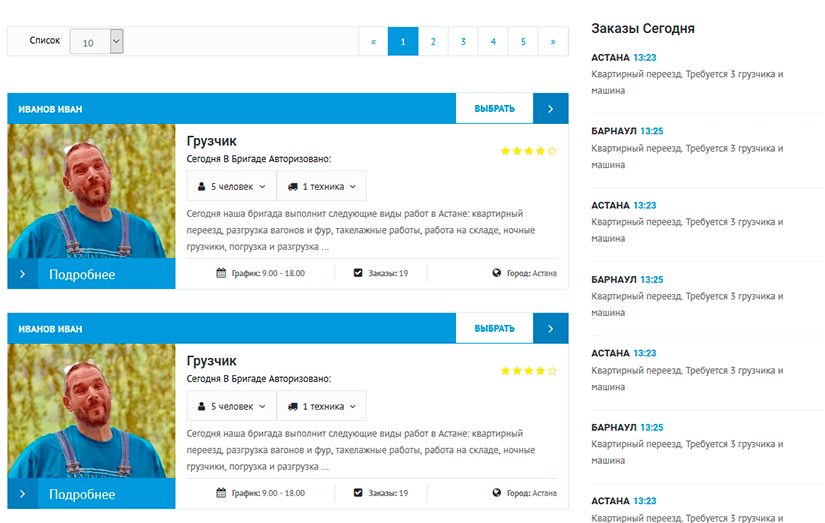 Список 10 « 1 2 3 4 5 »
ИВАНОВ ИВАН ВЫБРАТЬ
Грузчик
Сегодня В Бригаде Авторизовано:
5 человек 1 техника
Сегодня наша бригада выполнит следующие виды работ в Астане: квартирный
переезд, разгрузка вагонов и фур, такелажные работы, работа на складе, ночные
грузчики, погрузка и разгрузка ...
Подробнее
График: 9.00 - 18.00 Заказы: 19 Город: Астана
ИВАНОВ ИВАН ВЫБРАТЬ
Грузчик
Сегодня В Бригаде Авторизовано:
5 человек 1 техника
Сегодня наша бригада выполнит следующие виды работ в Астане: квартирный
переезд, разгрузка вагонов и фур, такелажные работы, работа на складе, ночные
грузчики, погрузка и разгрузка ...
Подробнее
График: 9.00 - 18.00 Заказы: 19 Город: Астана
Заказы Сегодня
АСТАНА 13:23
Квартирный переезд. Требуется 3 грузчика и
машина
БАРНАУЛ 13:25
Квартирный переезд. Требуется 3 грузчика и
машина
АСТАНА 13:23
Квартирный переезд. Требуется 3 грузчика и
машина
БАРНАУЛ 13:25
Квартирный переезд. Требуется 3 грузчика и
машина
АСТАНА 13:23
Квартирный переезд. Требуется 3 грузчика и
машина
БАРНАУЛ 13:25
Квартирный переезд. Требуется 3 грузчика и
машина
АСТАНА 13:23
Квартирный переезд. Требуется 3 грузчика и